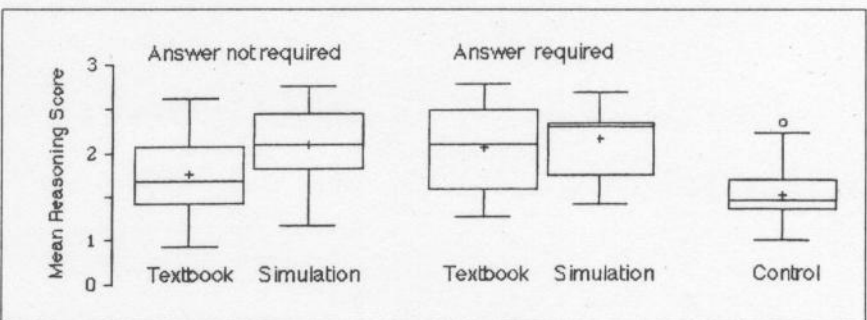 Answer not required
Answer required
Mean Reasoning Score
3
2
1
0
Textbook
Simulation
Textbook
Simulation
Control